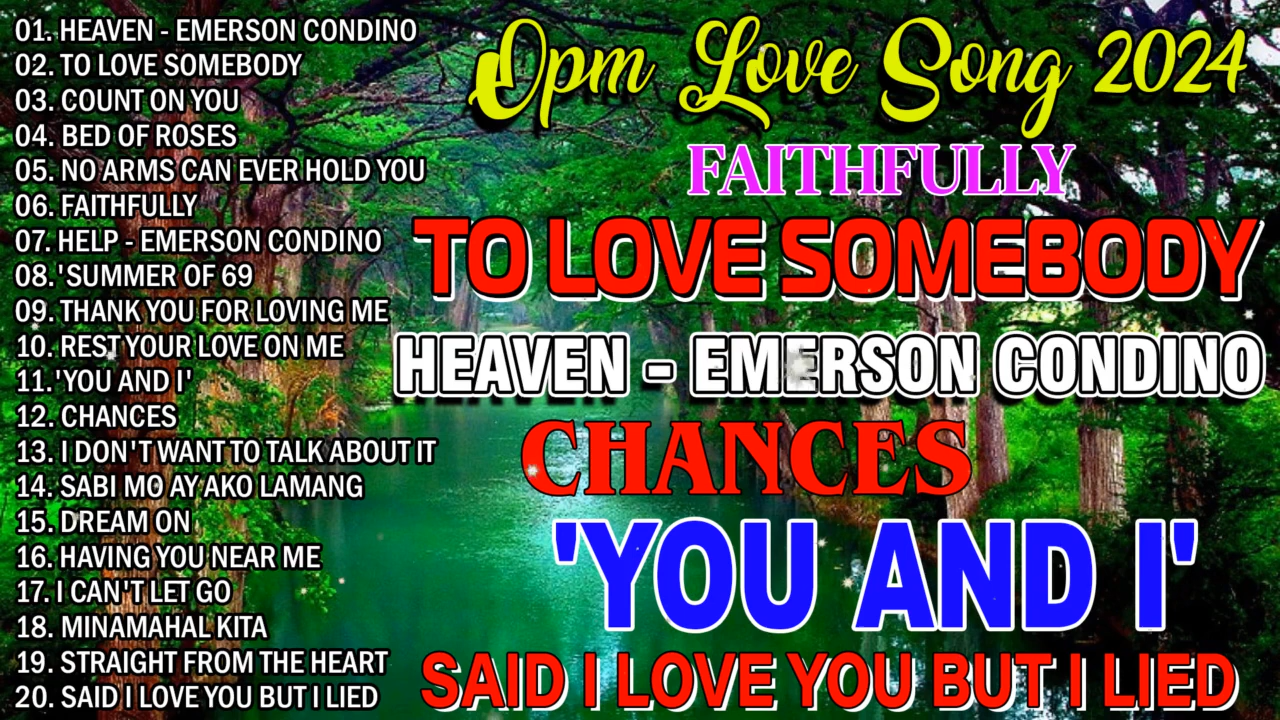 01. HEAVEN - EMERSON CONDINO
02. TO LOVE SOMEBODY
03. COUNT ON YOU
04. BED OF ROSES
05. NO ARMS CAN EVER HOLD YOU
06. FAITHFULLY
07. HELP - EMERSON CONDINO
08. 'SUMMER OF 69
09. THANK YOU FOR LOVING ME
10. REST YOUR LOVE ON ME
11.'YOU AND I'
12. CHANCES
13. I DON'T WANT TO TALK ABOUT IT
14. SABI MO AY AKO LAMANG
15. DREAM ON
16. HAVING YOU NEAR ME
17. I CAN'T LET GO
18. MINAMAHAL KITA
19. STRAIGHT FROM THE HEART
20. SAID I LOVE YOU BUT I LIED
Opm Love Song 2024
FAITHFULLY
TO LOVE SOMEBODY
HEAVEN - EMERSON CONDINO
CHANCES
'YOU AND I'
SAID I LOVE YOU BUT I LIED